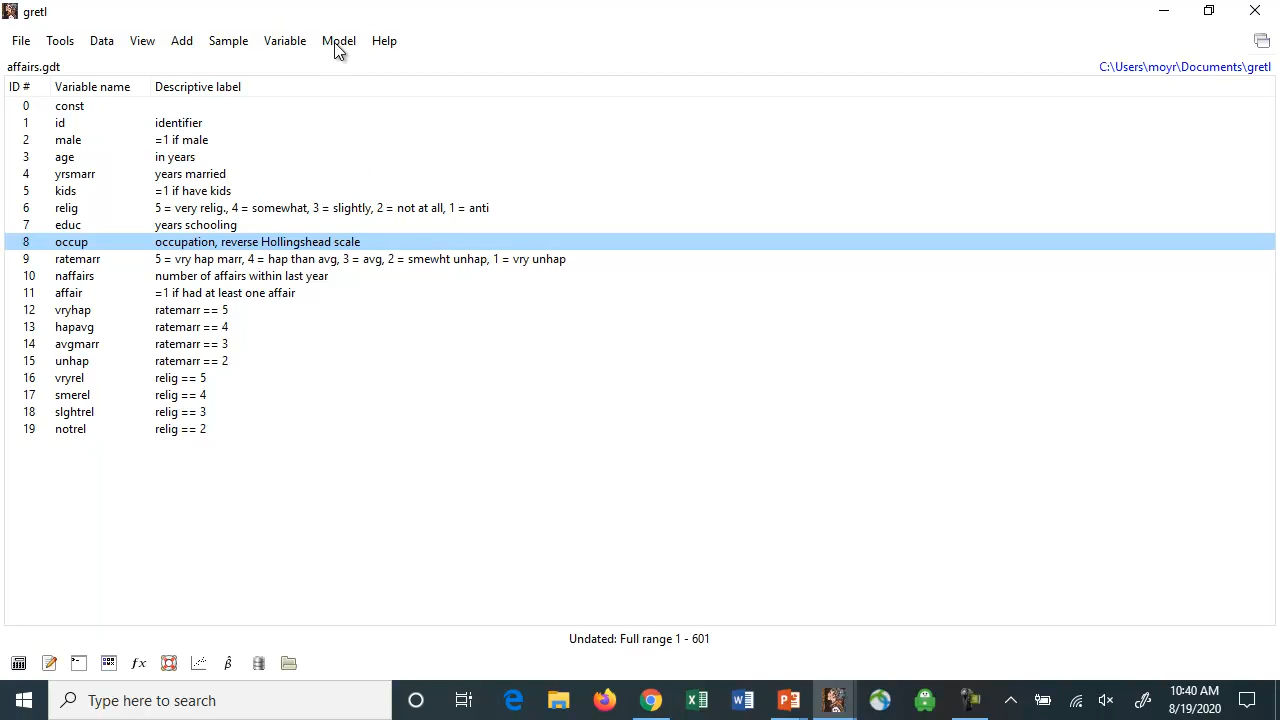 gretl
File Tools Data View Add Sample Variable Model Help
affairs.gdt C:\Users\moyr\Documents\gretl
ID # Variable name Descriptive label
0 const
1 id identifier
2 male =1 if male
3 age in years
4 yrsmarr years married
5 kids =1 if have kids
6 relig 5 = very relig., 4 = somewhat, 3 = slightly, 2 = not at all, 1 = anti
7 educ years schooling
8 occup occupation, reverse Hollingshead scale
9 ratemarr 5 = vry hap marr, 4 = hap than avg, 3 = avg, 2 = smewht unhap, 1 = vry unhap
10 naffairs number of affairs within last year
11 affair =1 if had at least one affair
12 vryhap ratemarr == 5
13 hapavg ratemarr == 4
14 avgmarr ratemarr == 3
15 unhap ratemarr == 2
16 vryrel relig == 5
17 smerel relig == 4
18 slghtrel relig == 3
19 notrel relig == 2
Undated: Full range 1 - 601
Type here to search
10:40 AM
8/19/2020